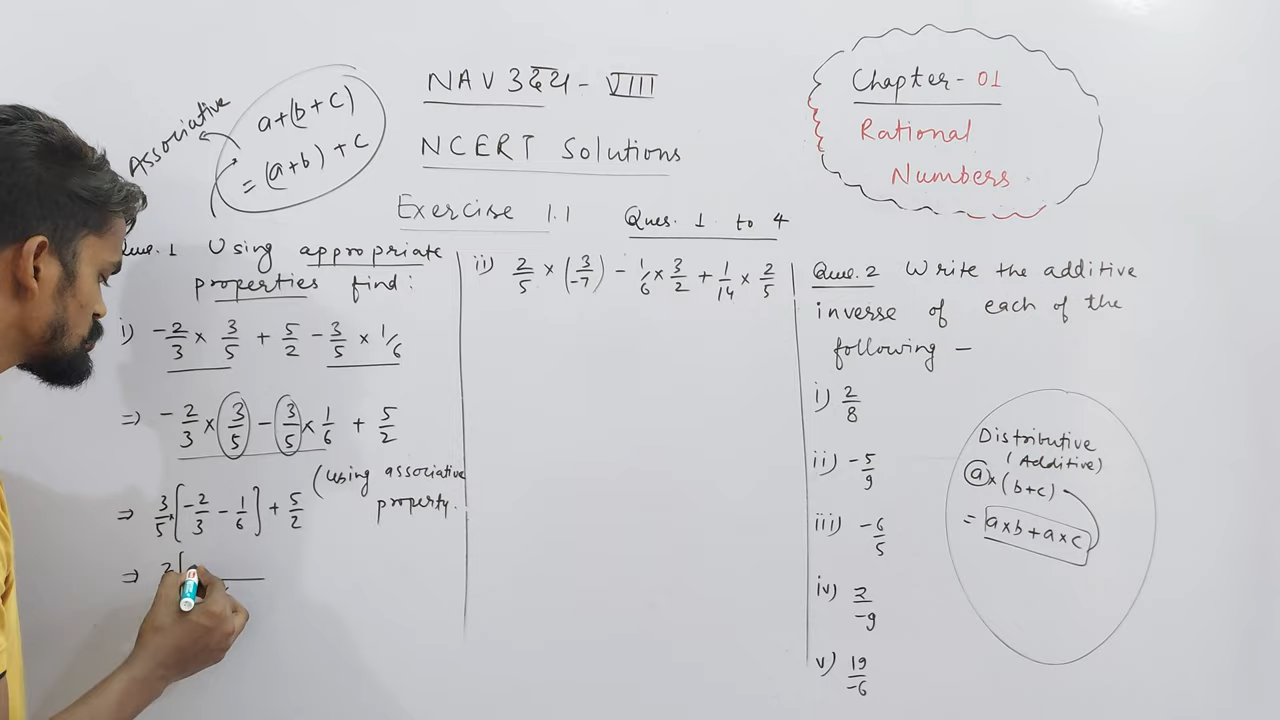 NAV 364 - VIII
NCERT Solutions
Exercise 1.1 Ques. 1 to 4
Chapter - 01
Rational
Numbers
Associative
a+(b+c)
= (a+b)+c
Que. 1 Using appropriate
properties find:
i) -2/3 × 3/5 + 5/2 - 3/5 × 1/6
⇒ -2/3 × 3/5 - 3/5 × 1/6 + 5/2
(using associative
property.
⇒ 3/5 × [-2/3 - 1/6] + 5/2
⇒
ii) 2/5 × (3/-7) - 1/6 × 3/2 + 1/14 × 2/5
Que. 2 Write the additive
inverse of each of the
following -
i) 2/8
ii) -5/9
iii) -6/5
iv) 2/-9
v) 19/-6
Distributive
(Additive)
a × (b+c)
= a×b + a×c